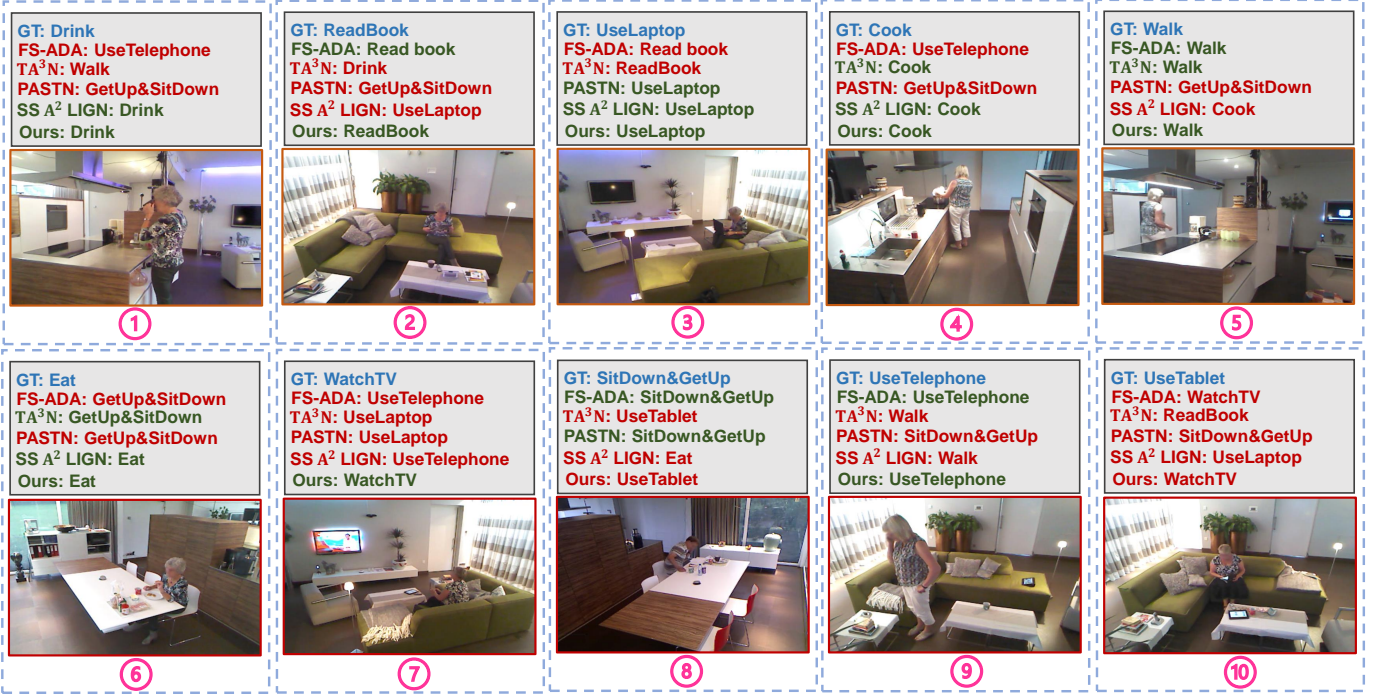 GT: Drink
FS-ADA: UseTelephone
TA³N: Walk
PASTN: GetUp&SitDown
SS A² LIGN: Drink
Ours: Drink
①
GT: ReadBook
FS-ADA: Read book
TA³N: Drink
PASTN: GetUp&SitDown
SS A² LIGN: UseLaptop
Ours: ReadBook
②
GT: UseLaptop
FS-ADA: Read book
TA³N: ReadBook
PASTN: UseLaptop
SS A² LIGN: UseLaptop
Ours: UseLaptop
③
GT: Cook
FS-ADA: UseTelephone
TA³N: Cook
PASTN: GetUp&SitDown
SS A² LIGN: Cook
Ours: Cook
④
GT: Walk
FS-ADA: Walk
TA³N: Walk
PASTN: GetUp&SitDown
SS A² LIGN: Cook
Ours: Walk
⑤
GT: Eat
FS-ADA: GetUp&SitDown
TA³N: GetUp&SitDown
PASTN: GetUp&SitDown
SS A² LIGN: Eat
Ours: Eat
⑥
GT: WatchTV
FS-ADA: UseTelephone
TA³N: UseLaptop
PASTN: UseLaptop
SS A² LIGN: UseTelephone
Ours: WatchTV
⑦
GT: SitDown&GetUp
FS-ADA: SitDown&GetUp
TA³N: UseTablet
PASTN: SitDown&GetUp
SS A² LIGN: Eat
Ours: UseTablet
⑧
GT: UseTelephone
FS-ADA: UseTelephone
TA³N: Walk
PASTN: SitDown&GetUp
SS A² LIGN: Walk
Ours: UseTelephone
⑨
GT: UseTablet
FS-ADA: WatchTV
TA³N: ReadBook
PASTN: SitDown&GetUp
SS A² LIGN: UseLaptop
Ours: WatchTV
⑩